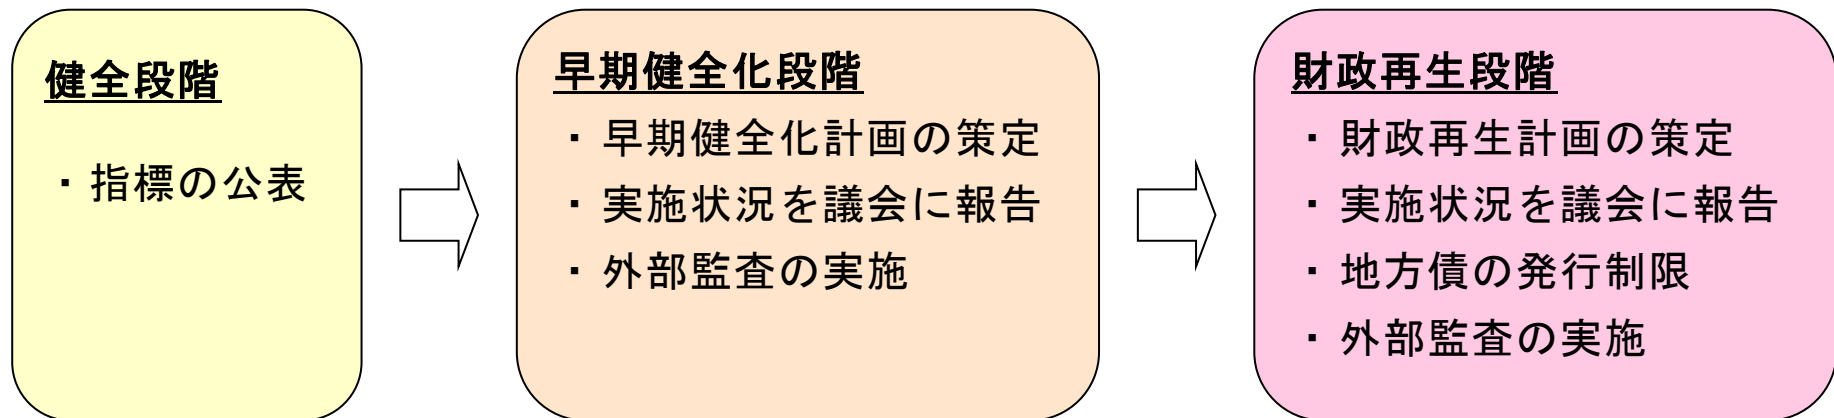 健全段階
・指標の公表
早期健全化段階
・早期健全化計画の策定
・実施状況を議会に報告
・外部監査の実施
財政再生段階
・財政再生計画の策定
・実施状況を議会に報告
・地方債の発行制限
・外部監査の実施